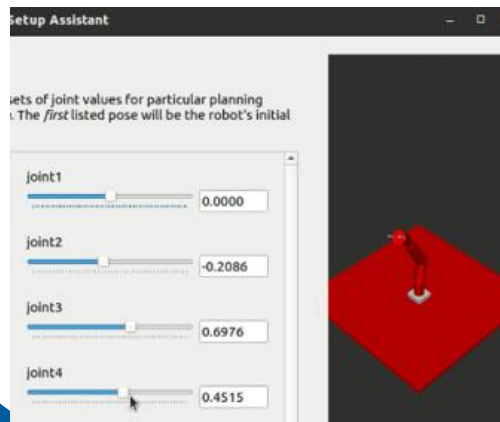 Setup Assistant
sets of joint values for particular planning
. The first listed pose will be the robot's initial
joint1
0.0000
joint2
-0.2086
joint3
0.6976
joint4
0.4515